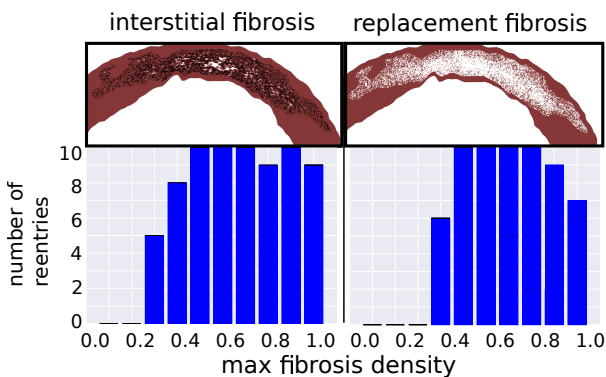 interstitial fibrosis
replacement fibrosis
number of
reentries
10
8
6
4
2
0
0.0 0.2 0.4 0.6 0.8 1.0
0.0 0.2 0.4 0.6 0.8 1.0
max fibrosis density